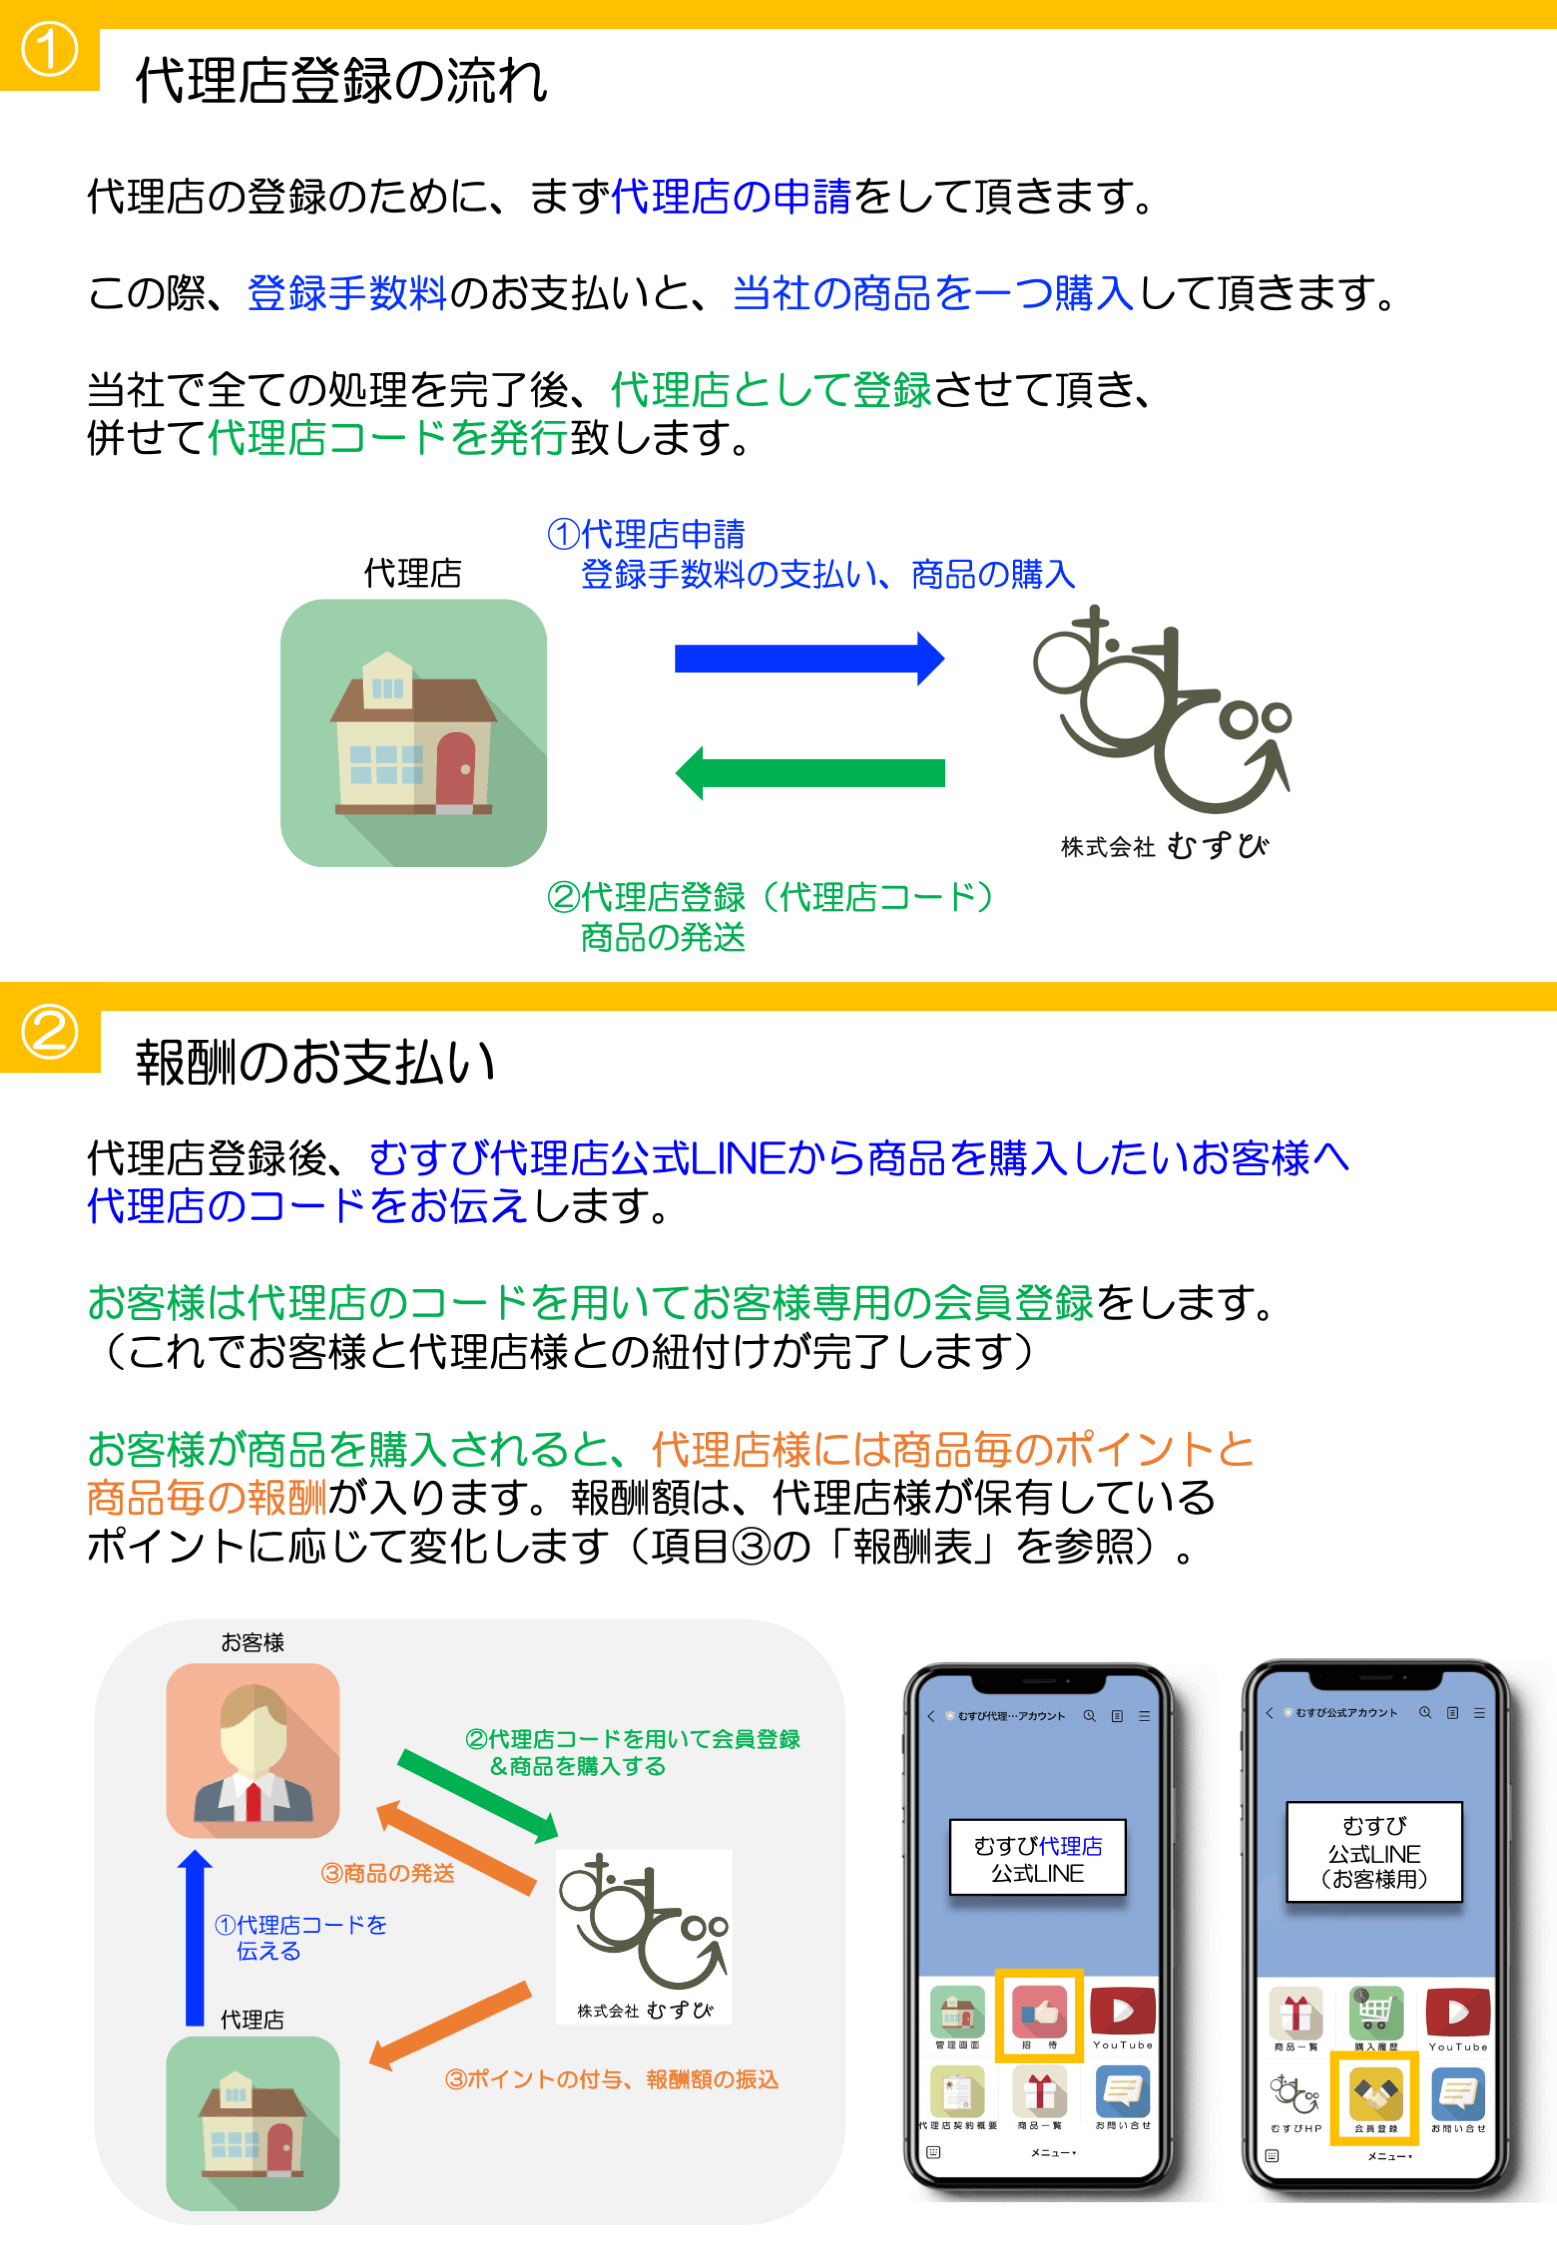 ①
代理店登録の流れ
代理店の登録のために、まず代理店の申請をして頂きます。
この際、登録手数料のお支払いと、当社の商品を一つ購入して頂きます。
当社で全ての処理を完了後、代理店として登録させて頂き、
併せて代理店コードを発行致します。
①代理店申請
登録手数料の支払い、商品の購入
代理店
株式会社 むすび
②代理店登録（代理店コード）
商品の発送
②
報酬のお支払い
代理店登録後、むすび代理店公式LINEから商品を購入したいお客様へ
代理店のコードをお伝えします。
お客様は代理店のコードを用いてお客様専用の会員登録をします。
（これでお客様と代理店様との紐付けが完了します）
お客様が商品を購入されると、代理店様には商品毎のポイントと
商品毎の報酬が入ります。報酬額は、代理店様が保有している
ポイントに応じて変化します（項目③の「報酬表」を参照）。
お客様
②代理店コードを用いて会員登録
＆商品を購入する
③商品の発送
①代理店コードを
伝える
株式会社 むすび
代理店
③ポイントの付与、報酬額の振込
むすび代理…アカウント
むすび代理店
公式LINE
管理画面
招 待
YouTube
代理店契約概要
商品一覧
お問い合せ
メニュー▾
むすび公式アカウント
むすび
公式LINE
（お客様用）
商品一覧
購入履歴
YouTube
むすびHP
会員登録
お問い合せ
メニュー▾